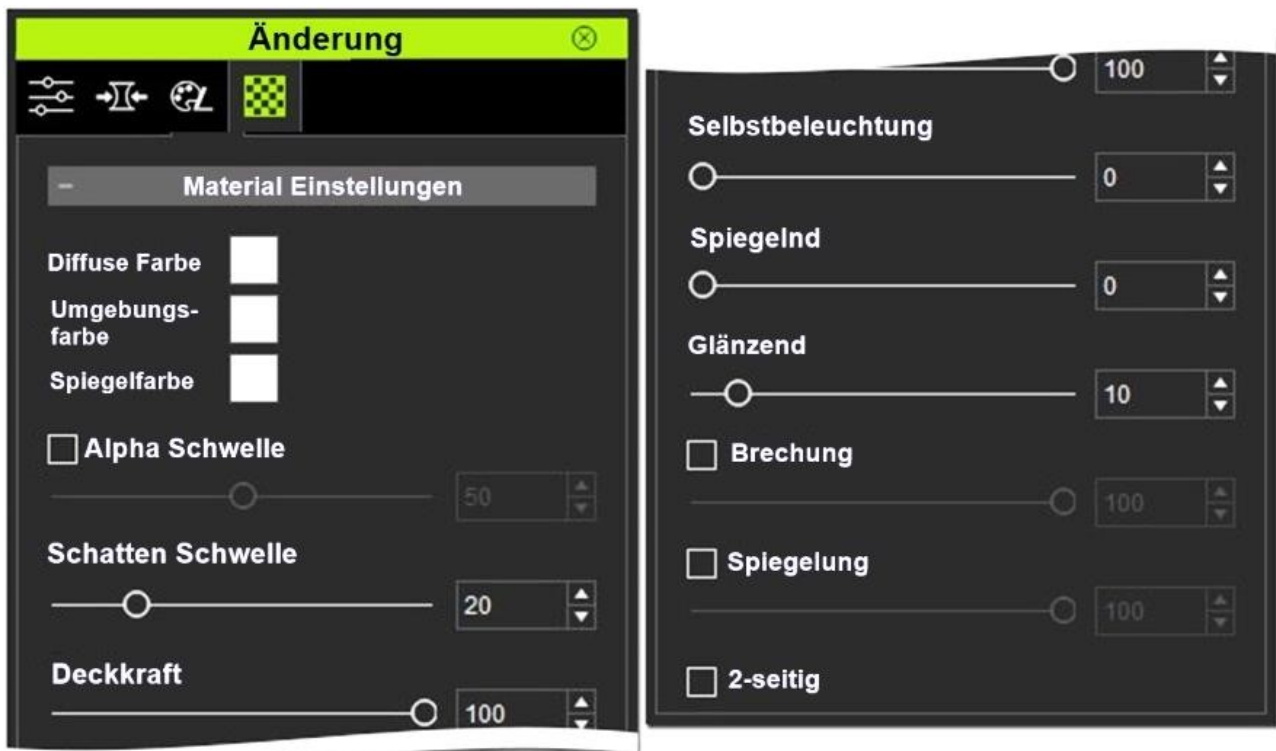 Änderung
Material Einstellungen
Diffuse Farbe
Umgebungs-
farbe
Spiegelfarbe
Alpha Schwelle
50
Schatten Schwelle
20
Deckkraft
100
100
Selbstbeleuchtung
0
Spiegelnd
0
Glänzend
10
Brechung
100
Spiegelung
100
2-seitig